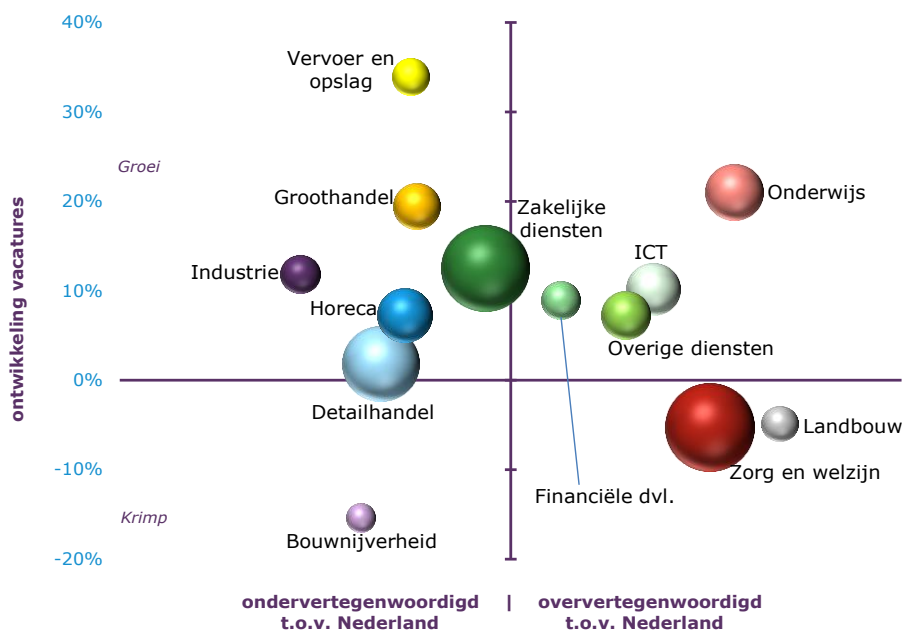 40%
Vervoer en
opslag
30%
Groei
Groothandel
20%
Zakelijke
diensten
Onderwijs
Industrie
ICT
10%
Horeca
Overige diensten
0%
Detailhandel
Landbouw
-10%
Zorg en welzijn
Financiële dvl.
Krimp
Bouwnijverheid
-20%
ontwikkeling vacatures
ondervertegenwoordigd | oververtegenwoordigd
t.o.v. Nederland t.o.v. Nederland